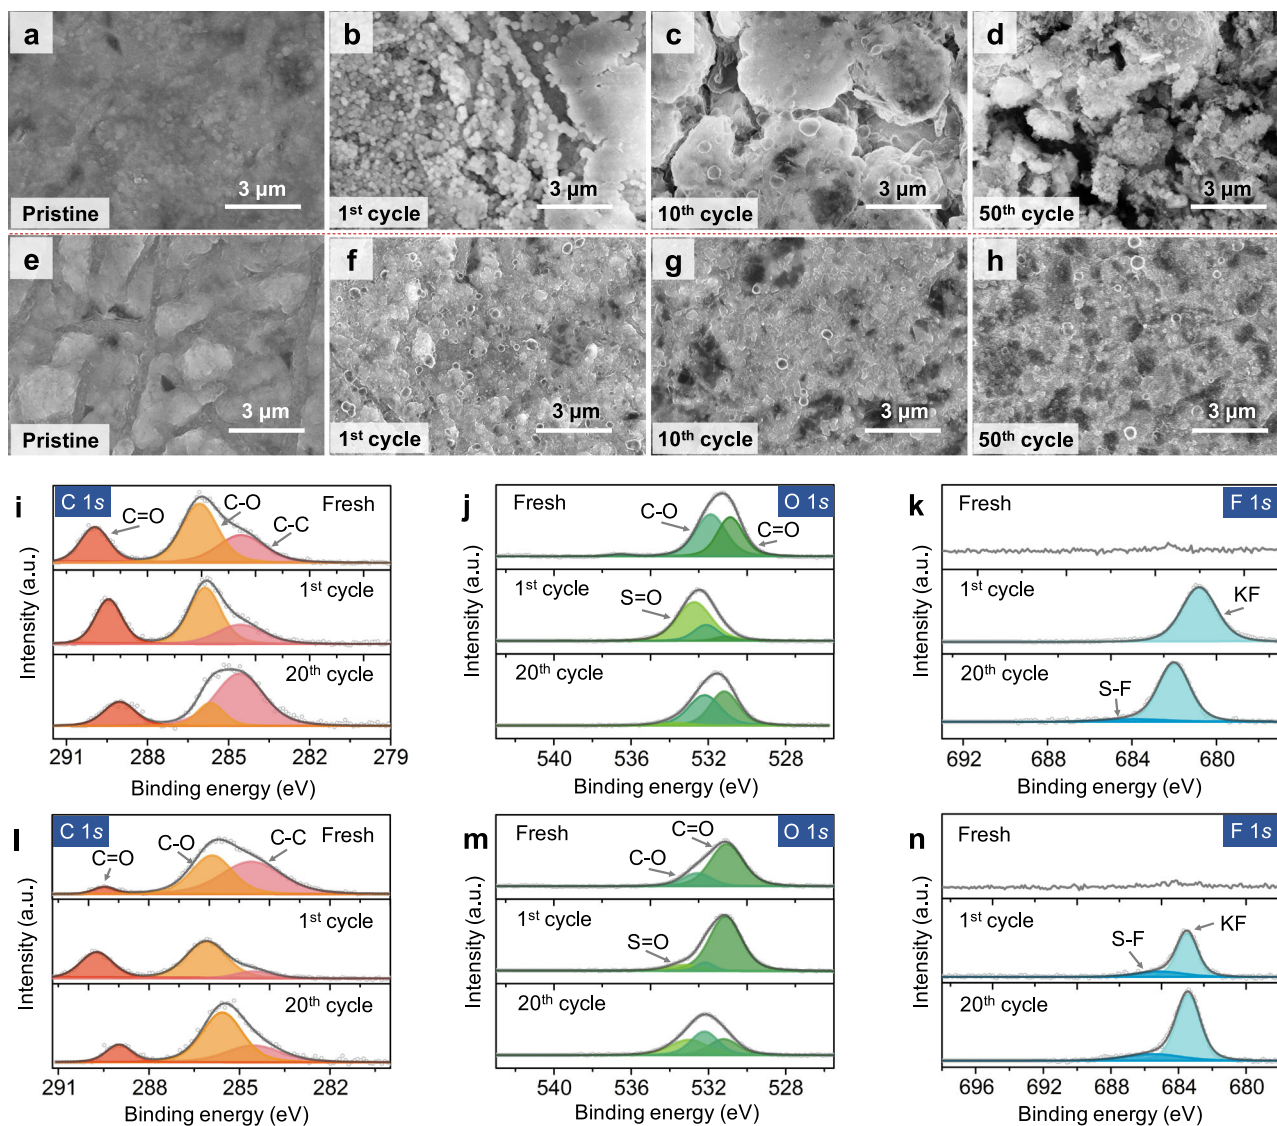 a
3 μm
Pristine
b
3 μm
1st cycle
c
3 μm
10th cycle
d
3 μm
50th cycle
e
3 μm
Pristine
f
3 μm
1st cycle
g
3 μm
10th cycle
h
3 μm
50th cycle
i
C 1s
Fresh
C=O
C-O
C-C
1st cycle
20th cycle
Intensity (a.u.)
291 288 285 282 279
Binding energy (eV)
j
O 1s
Fresh
C-O
C=O
1st cycle
S=O
20th cycle
Intensity (a.u.)
540 536 532 528
Binding energy (eV)
k
F 1s
Fresh
1st cycle
KF
20th cycle
S-F
Intensity (a.u.)
692 688 684 680
Binding energy (eV)
l
C 1s
Fresh
C=O
C-O
C-C
1st cycle
20th cycle
Intensity (a.u.)
291 288 285 282
Binding energy (eV)
m
O 1s
Fresh
C=O
C-O
1st cycle
S=O
20th cycle
Intensity (a.u.)
540 536 532 528
Binding energy (eV)
n
F 1s
Fresh
1st cycle
S-F
KF
20th cycle
Intensity (a.u.)
696 692 688 684 680
Binding energy (eV)